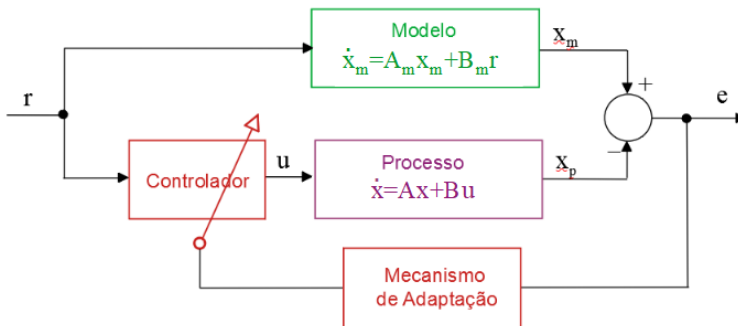 Modelo
ẋₘ=Aₘxₘ+Bₘr
xₘ
+
r
e
Controlador
u
Processo
ẋ=Ax+Bu
−
xₚ
Mecanismo
de Adaptação